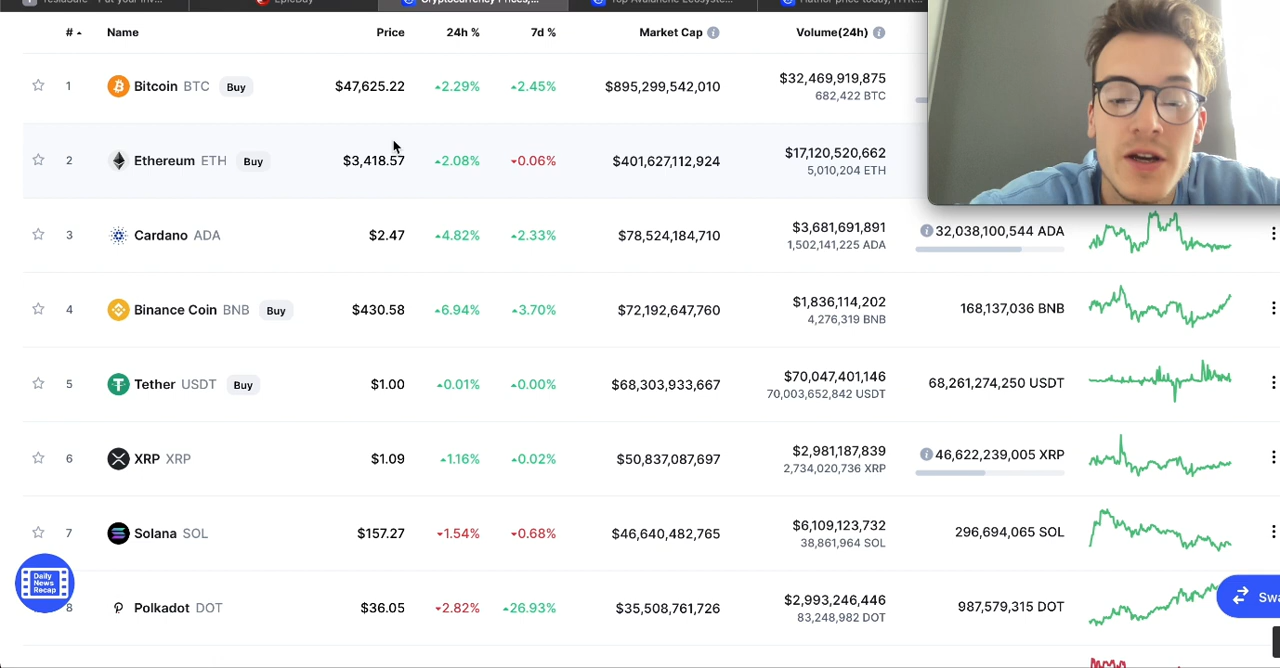 # Name Price 24h % 7d % Market Cap Volume(24h)
1 Bitcoin BTC Buy $47,625.22 2.29% 2.45% $895,299,542,010 $32,469,919,875
682,422 BTC
2 Ethereum ETH Buy $3,418.57 2.08% 0.06% $401,627,112,924 $17,120,520,662
5,010,204 ETH
3 Cardano ADA $2.47 4.82% 2.33% $78,524,184,710 $3,681,691,891 32,038,100,544 ADA
1,502,141,225 ADA
4 Binance Coin BNB Buy $430.58 6.94% 3.70% $72,192,647,760 $1,836,114,202 168,137,036 BNB
4,276,319 BNB
5 Tether USDT Buy $1.00 0.01% 0.00% $68,303,933,667 $70,047,401,146 68,261,274,250 USDT
70,003,652,842 USDT
6 XRP XRP $1.09 1.16% 0.02% $50,837,087,697 $2,981,187,839 46,622,239,005 XRP
2,734,020,736 XRP
7 Solana SOL $157.27 1.54% 0.68% $46,640,482,765 $6,109,123,732 296,694,065 SOL
38,861,964 SOL
Daily
News
Recap
8 Polkadot DOT $36.05 2.82% 26.93% $35,508,761,726 $2,993,246,446 987,579,315 DOT
83,248,982 DOT